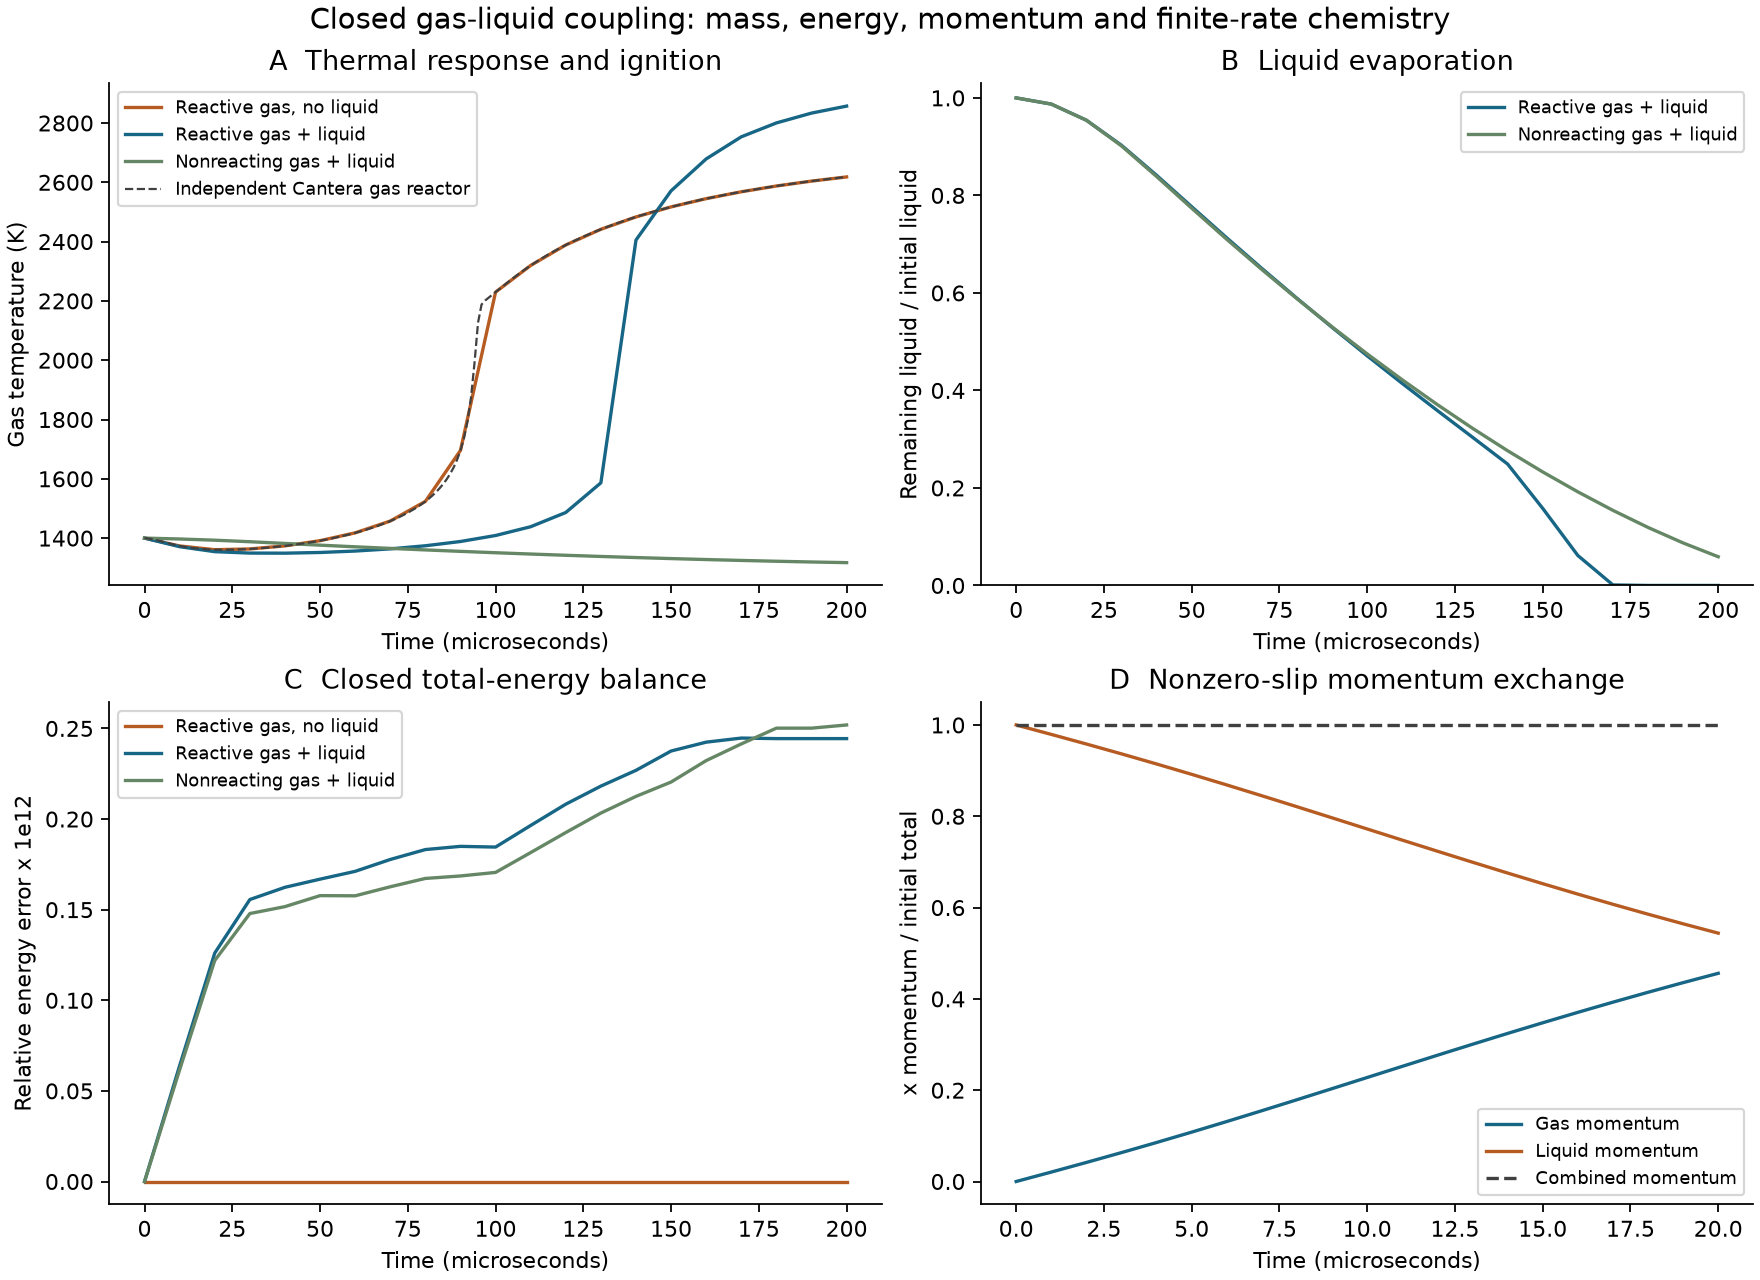 Closed gas-liquid coupling: mass, energy, momentum and finite-rate chemistry
A Thermal response and ignition
Reactive gas, no liquid
Reactive gas + liquid
Nonreacting gas + liquid
Independent Cantera gas reactor
Gas temperature (K)
2800
2600
2400
2200
2000
1800
1600
1400
0 25 50 75 100 125 150 175 200
Time (microseconds)
B Liquid evaporation
Reactive gas + liquid
Nonreacting gas + liquid
Remaining liquid / initial liquid
1.0
0.8
0.6
0.4
0.2
0.0
0 25 50 75 100 125 150 175 200
Time (microseconds)
C Closed total-energy balance
Reactive gas, no liquid
Reactive gas + liquid
Nonreacting gas + liquid
Relative energy error x 1e12
0.25
0.20
0.15
0.10
0.05
0.00
0 25 50 75 100 125 150 175 200
Time (microseconds)
D Nonzero-slip momentum exchange
x momentum / initial total
1.0
0.8
0.6
0.4
0.2
0.0
Gas momentum
Liquid momentum
Combined momentum
0.0 2.5 5.0 7.5 10.0 12.5 15.0 17.5 20.0
Time (microseconds)